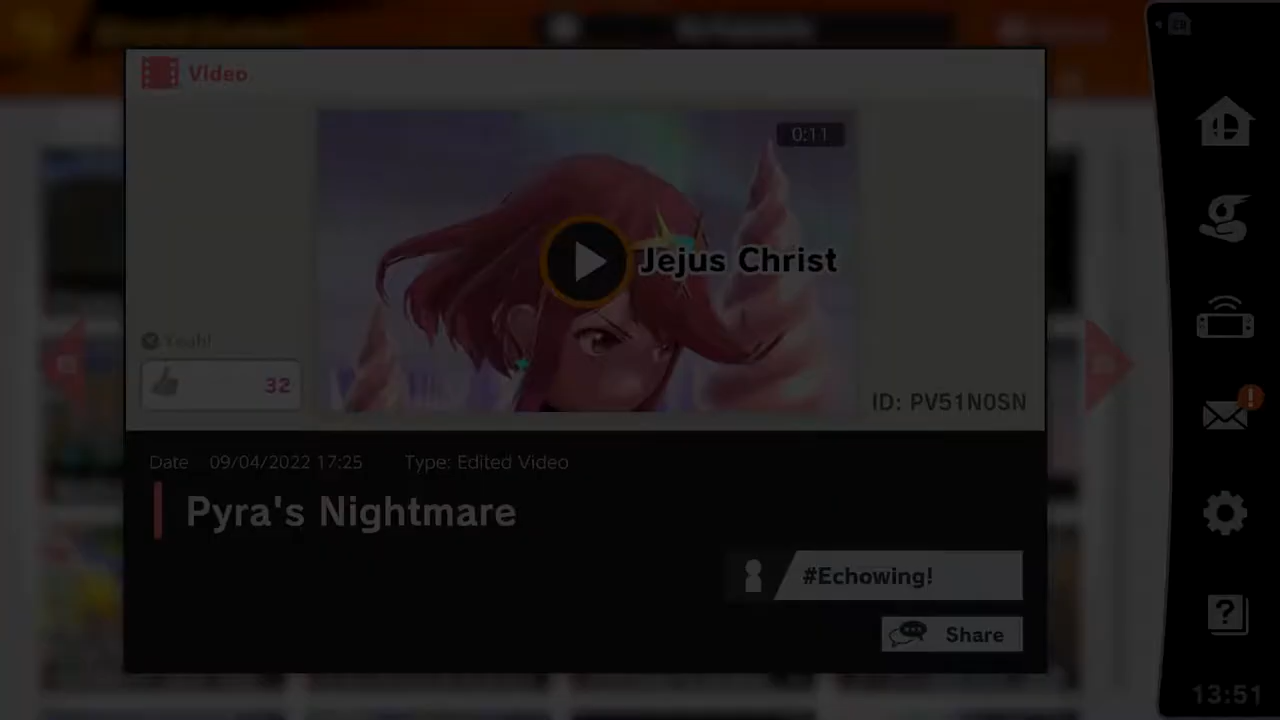 Video
0:11
Jejus Christ
Yeah!
32
ID: PV51N0SN
Date 09/04/2022 17:25 Type: Edited Video
Pyra's Nightmare
#Echowing!
Share
13:51